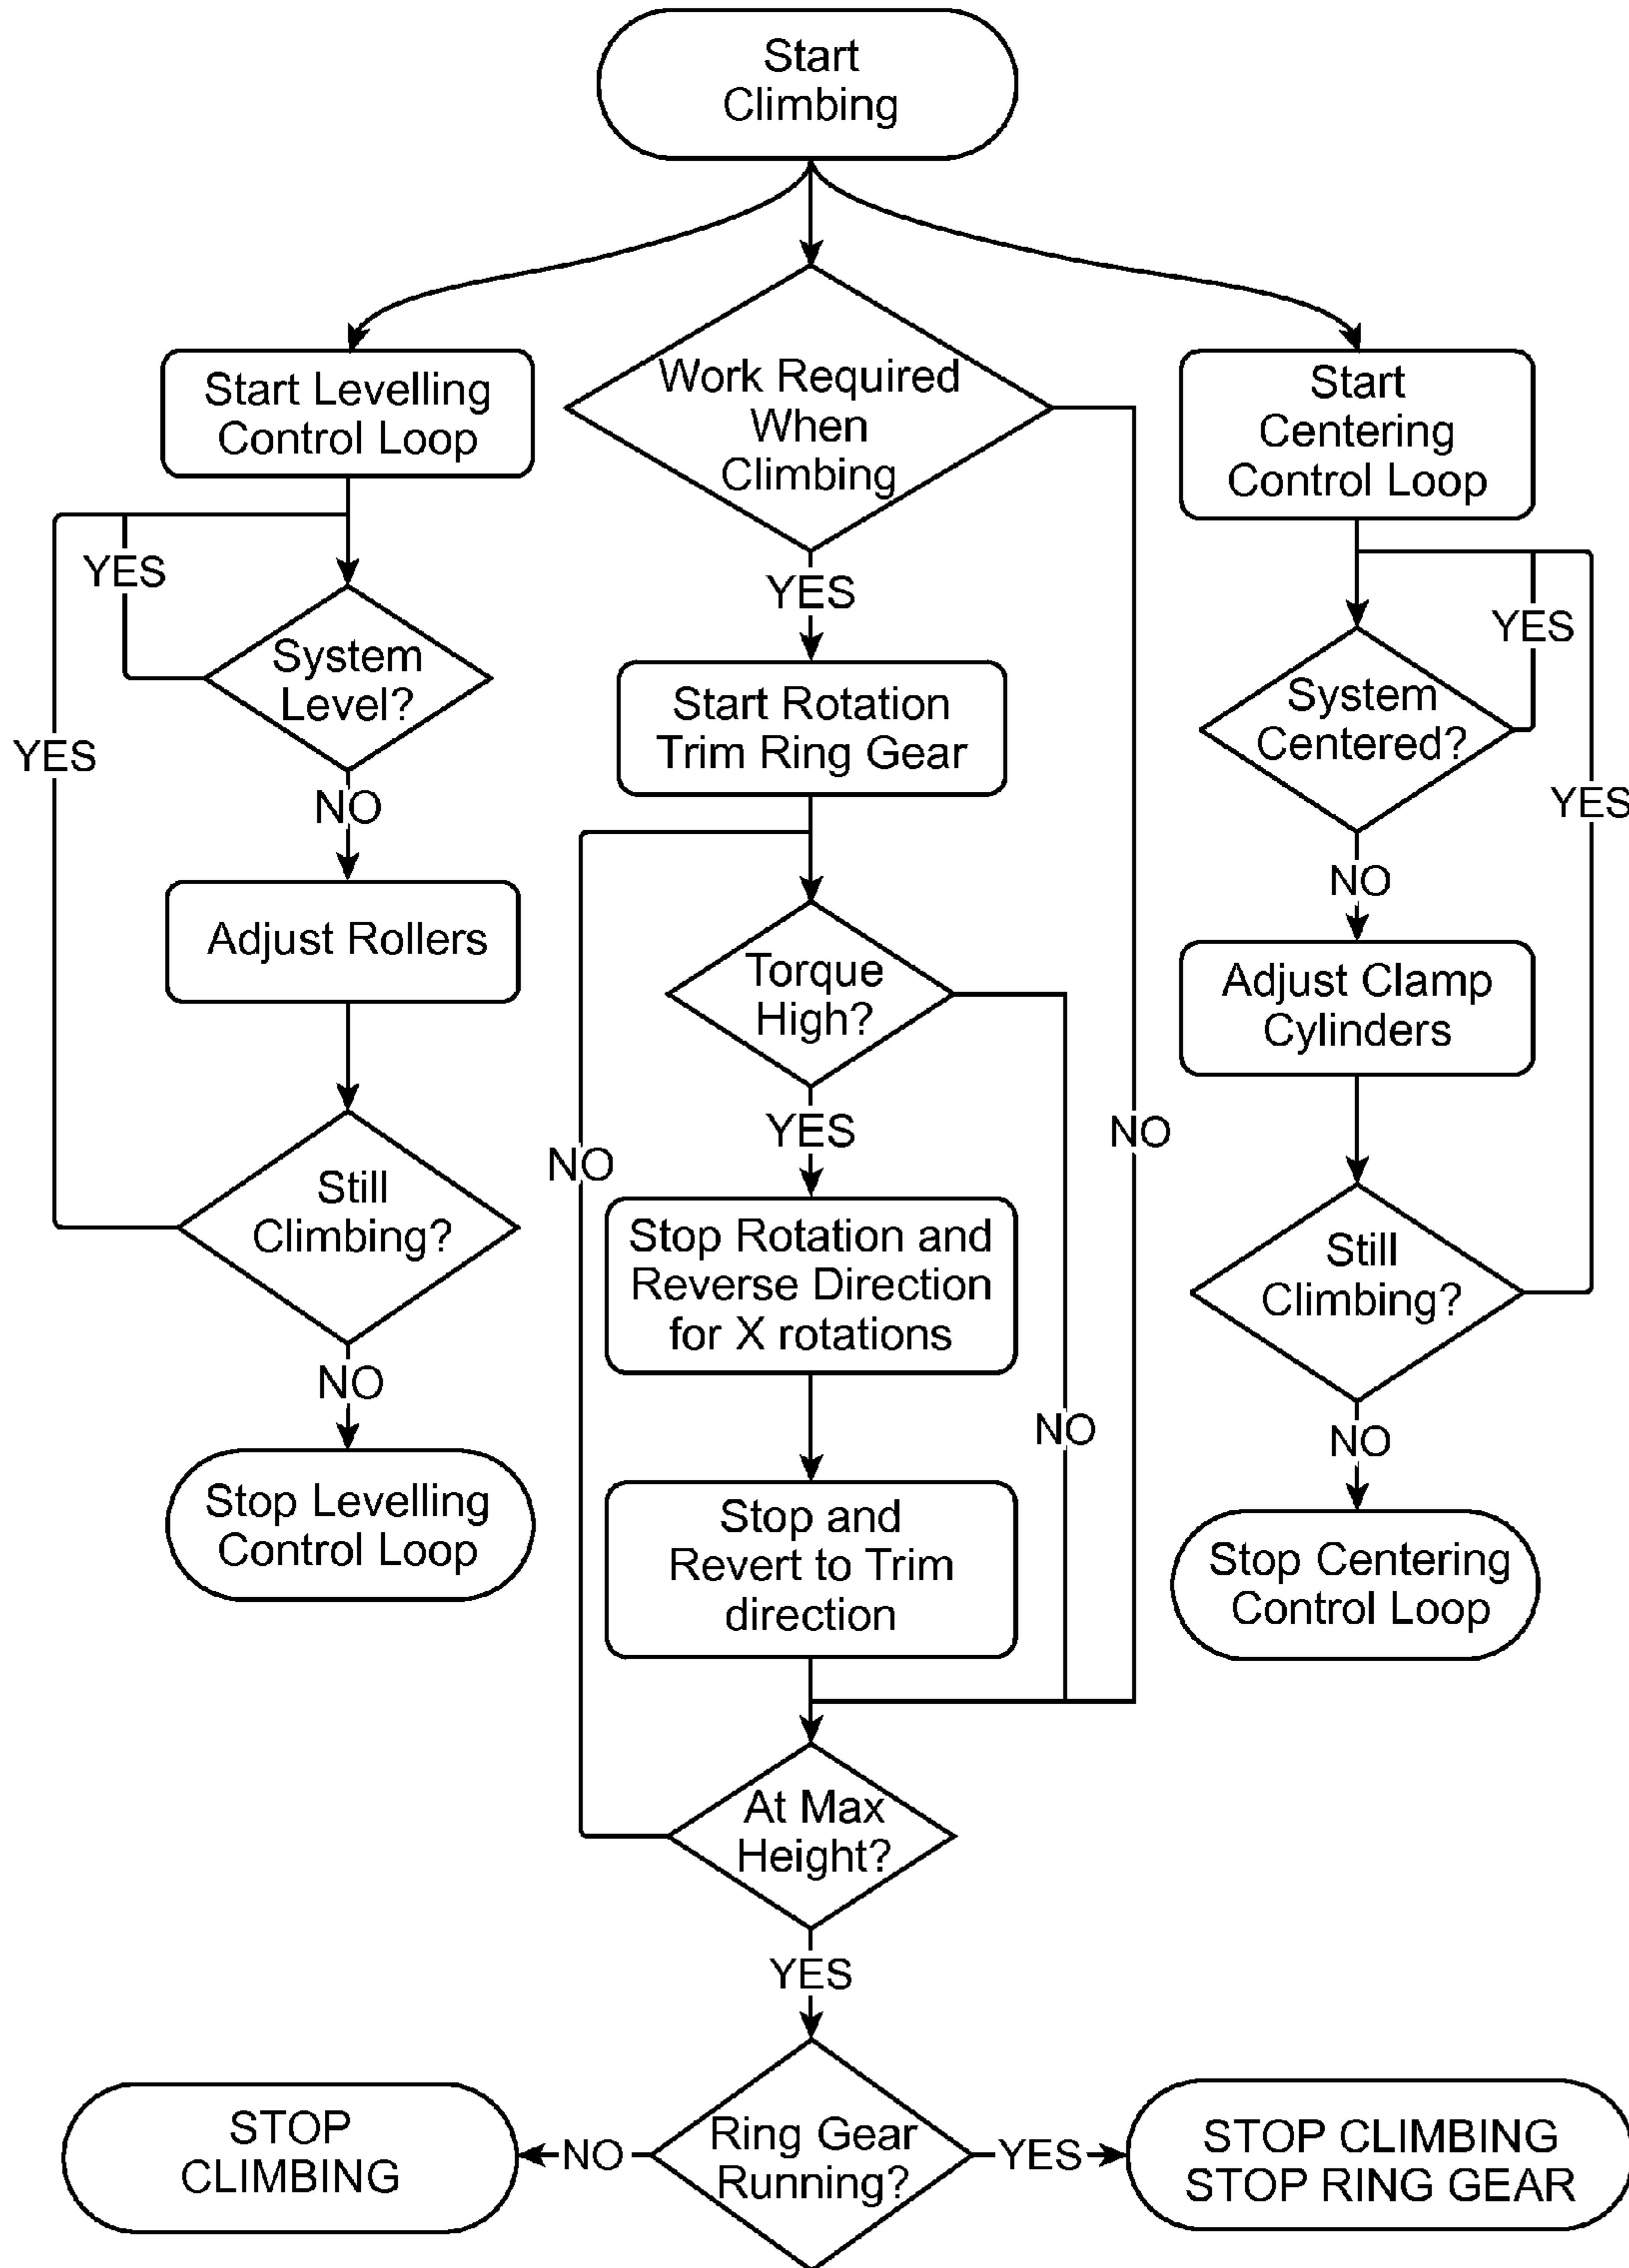 Start
Climbing
Start Levelling
Control Loop
YES
YES
System
Level?
NO
Adjust Rollers
Still
Climbing?
NO
Stop Levelling
Control Loop
Work Required
When
Climbing
YES
NO
Start Rotation
Trim Ring Gear
Torque
High?
YES
NO
NO
Stop Rotation and
Reverse Direction
for X rotations
Stop and
Revert to Trim
direction
At Max
Height?
YES
Ring Gear
Running?
NO
YES
STOP
CLIMBING
STOP CLIMBING
STOP RING GEAR
Start
Centering
Control Loop
YES
YES
System
Centered?
NO
Adjust Clamp
Cylinders
Still
Climbing?
NO
Stop Centering
Control Loop